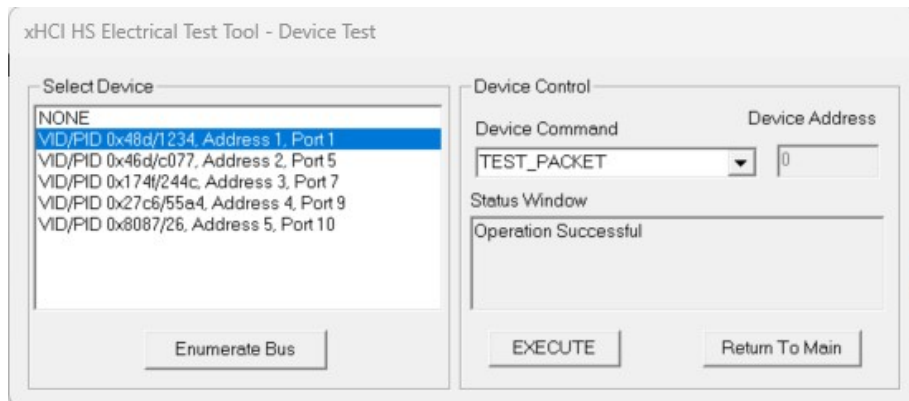 xHCI HS Electrical Test Tool - Device Test
Select Device
NONE
VID/PID 0x48d/1234, Address 1, Port 1
VID/PID 0x46d/c077, Address 2, Port 5
VID/PID 0x174f/244c, Address 3, Port 7
VID/PID 0x27c6/55a4, Address 4, Port 9
VID/PID 0x8087/26, Address 5, Port 10
Enumerate Bus
Device Control
Device Command
Device Address
TEST_PACKET
0
Status Window
Operation Successful
EXECUTE
Return To Main